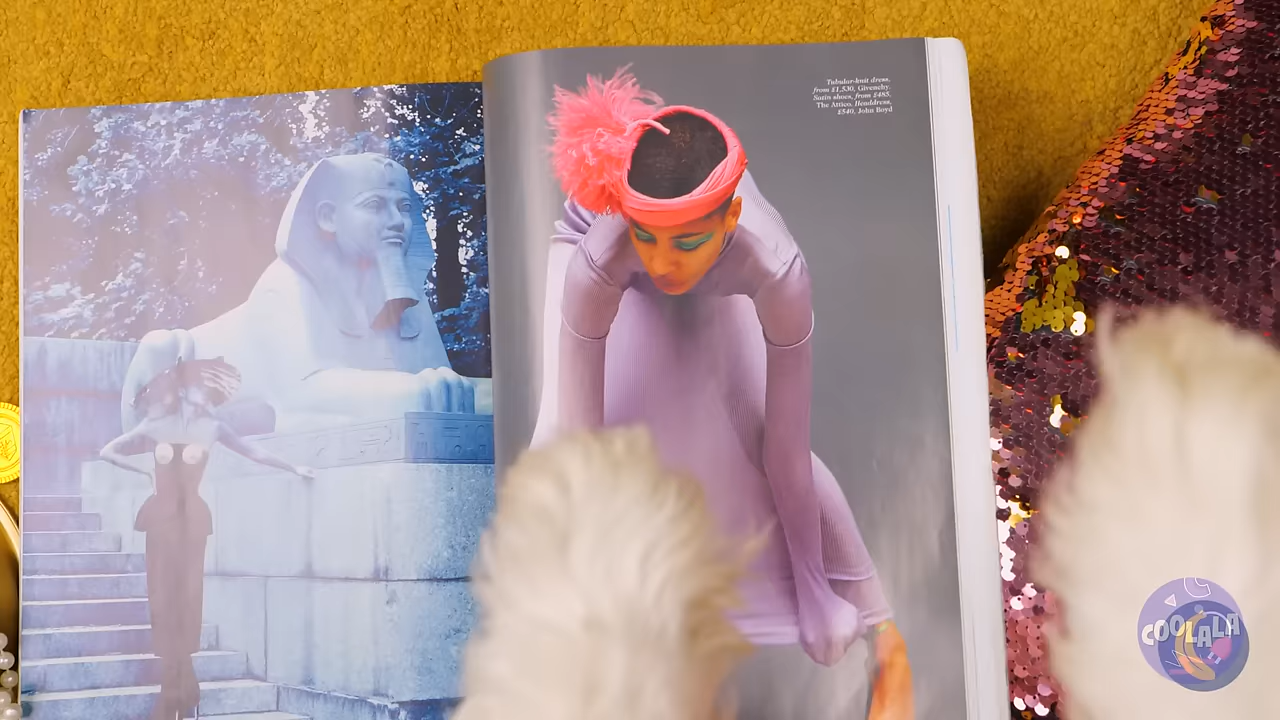 Tubular-knit dress,
from £1,530, Givenchy.
Satin shoes, from £485,
The Attico. Headdress,
£540, John Boyd
COOLALA